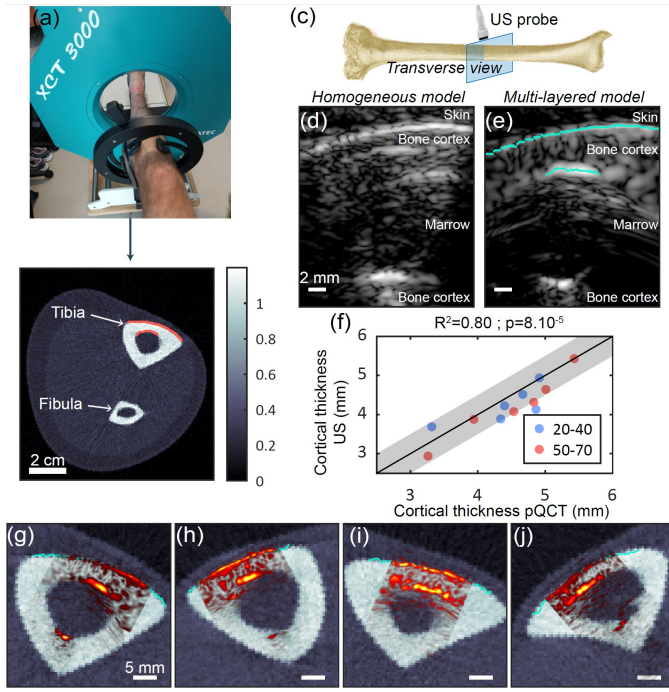 (a)
XCT 3000
ATEC
Tibia
Fibula
2 cm
1
0.8
0.6
0.4
0.2
0
(c)
US probe
Transverse view
Homogeneous model
Multi-layered model
(d)
Skin
Bone cortex
Marrow
2 mm
Bone cortex
(e)
Skin
Bone cortex
Marrow
Bone cortex
(f)
R²=0.80 ; p=8.10⁻⁵
Cortical thickness
US (mm)
6
5
4
3
20-40
50-70
3
4
5
6
Cortical thickness pQCT (mm)
(g)
5 mm
(h)
(i)
(j)